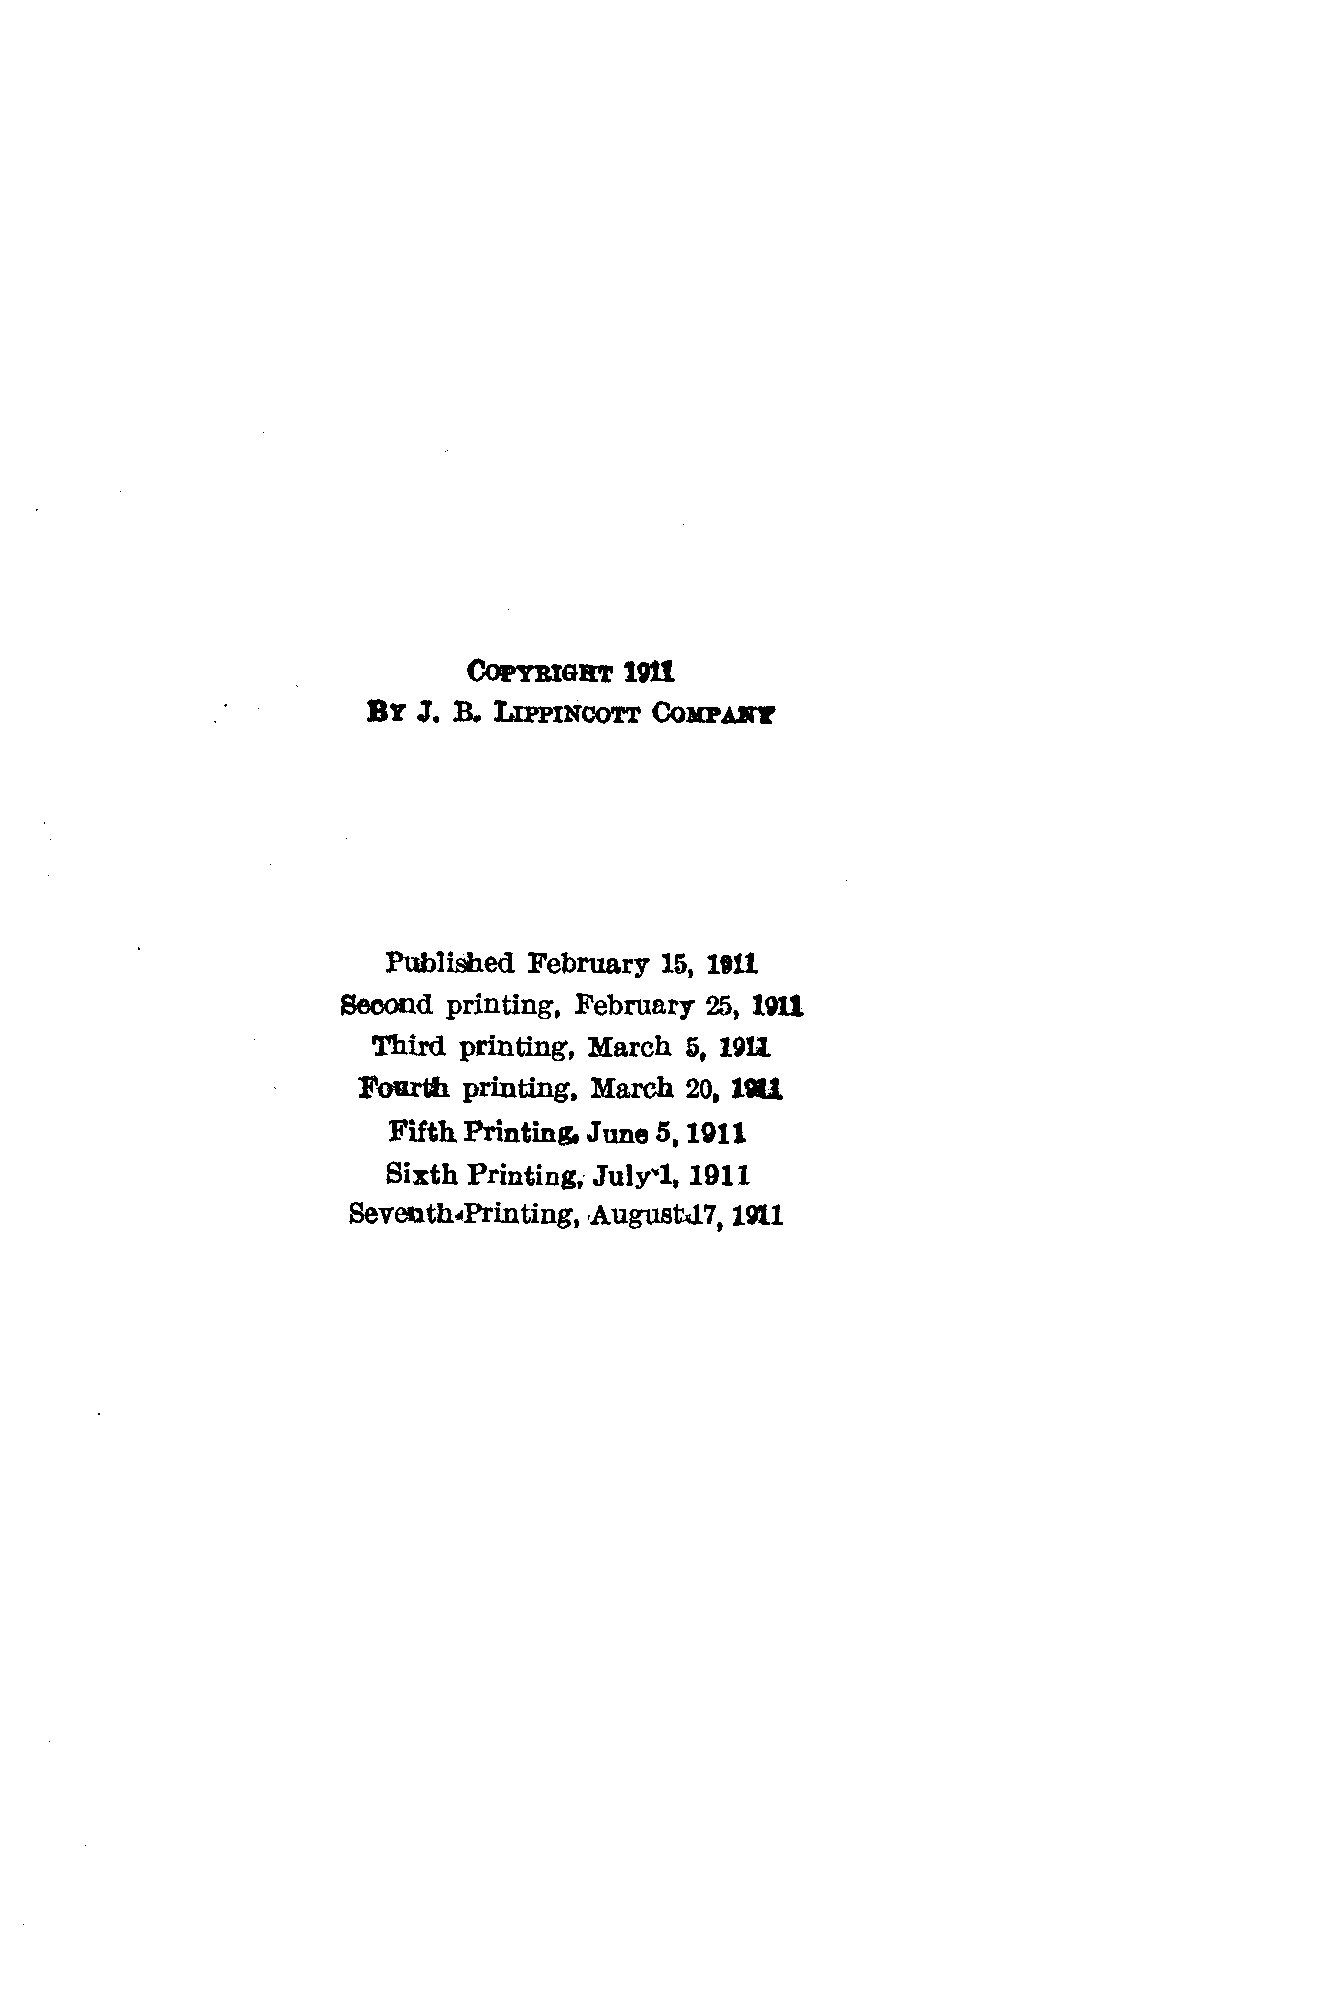 COPYRIGHT 1911
BY J. B. LIPPINCOTT COMPANY
Published February 15, 1911
Second printing, February 25, 1911
Third printing, March 5, 1911
Fourth printing, March 20, 1911
Fifth Printing, June 5, 1911
Sixth Printing, July 1, 1911
Seventh Printing, August 17, 1911